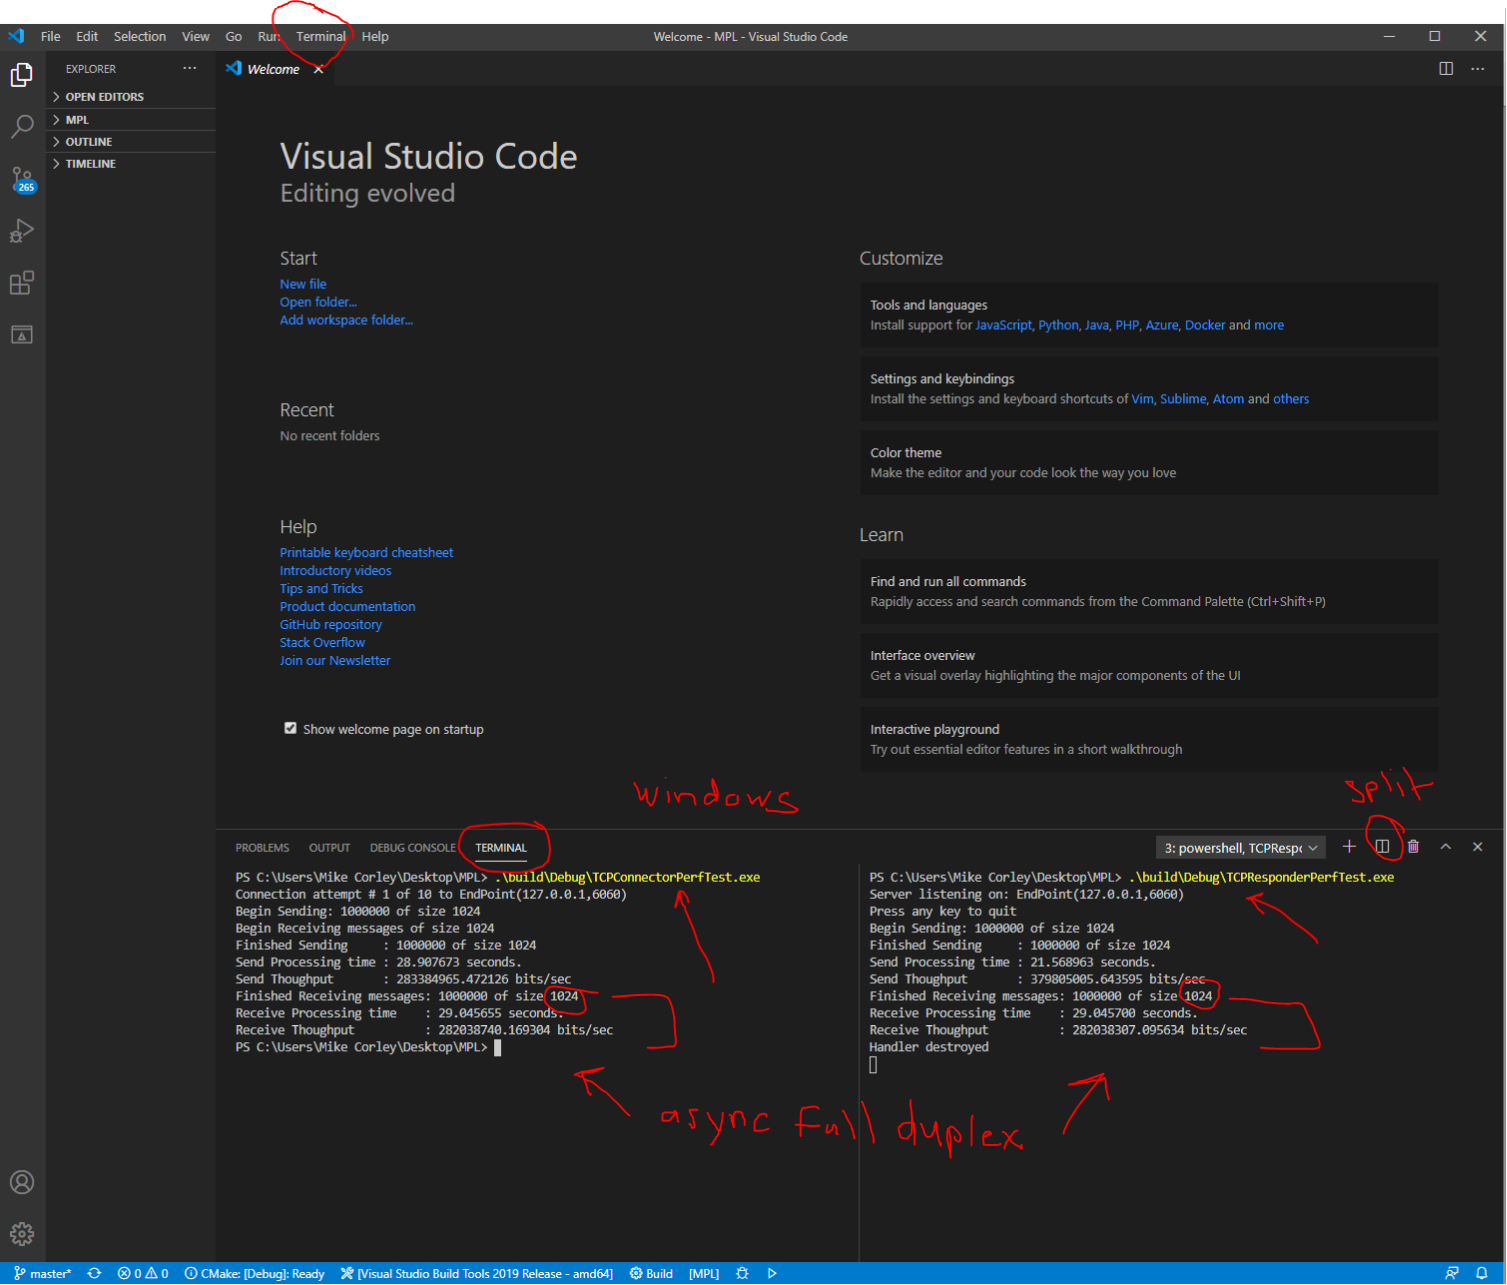 File Edit Selection View Go Run Terminal Help
Welcome - MPL - Visual Studio Code
EXPLORER
OPEN EDITORS
MPL
OUTLINE
TIMELINE
265
Welcome
Visual Studio Code
Editing evolved
Start
New file
Open folder...
Add workspace folder...
Recent
No recent folders
Help
Printable keyboard cheatsheet
Introductory videos
Tips and Tricks
Product documentation
GitHub repository
Stack Overflow
Join our Newsletter
Show welcome page on startup
Customize
Tools and languages
Install support for JavaScript, Python, Java, PHP, Azure, Docker and more
Settings and keybindings
Install the settings and keyboard shortcuts of Vim, Sublime, Atom and others
Color theme
Make the editor and your code look the way you love
Learn
Find and run all commands
Rapidly access and search commands from the Command Palette (Ctrl+Shift+P)
Interface overview
Get a visual overlay highlighting the major components of the UI
Interactive playground
Try out essential editor features in a short walkthrough
windows
split
PROBLEMS OUTPUT DEBUG CONSOLE TERMINAL
3: powershell, TCPRespo
PS C:\Users\Mike Corley\Desktop\MPL> .\build\Debug\TCPConnectorPerfTest.exe
Connection attempt # 1 of 10 to EndPoint(127.0.0.1,6060)
Begin Sending: 1000000 of size 1024
Begin Receiving messages of size 1024
Finished Sending : 1000000 of size 1024
Send Processing time : 28.907673 seconds.
Send Thoughput : 283384965.472126 bits/sec
Finished Receiving messages: 1000000 of size 1024
Receive Processing time : 29.045655 seconds.
Receive Thoughput : 282038740.169304 bits/sec
PS C:\Users\Mike Corley\Desktop\MPL>
PS C:\Users\Mike Corley\Desktop\MPL> .\build\Debug\TCPResponderPerfTest.exe
Server listening on: EndPoint(127.0.0.1,6060)
Press any key to quit
Begin Sending: 1000000 of size 1024
Finished Sending : 1000000 of size 1024
Send Processing time : 21.568963 seconds.
Send Thoughput : 379805005.643595 bits/sec
Finished Receiving messages: 1000000 of size 1024
Receive Processing time : 29.045700 seconds.
Receive Thoughput : 282038307.095634 bits/sec
Handler destroyed
async full duplex
master* 0 0 CMake: [Debug]: Ready [Visual Studio Build Tools 2019 Release - amd64] Build [MPL]